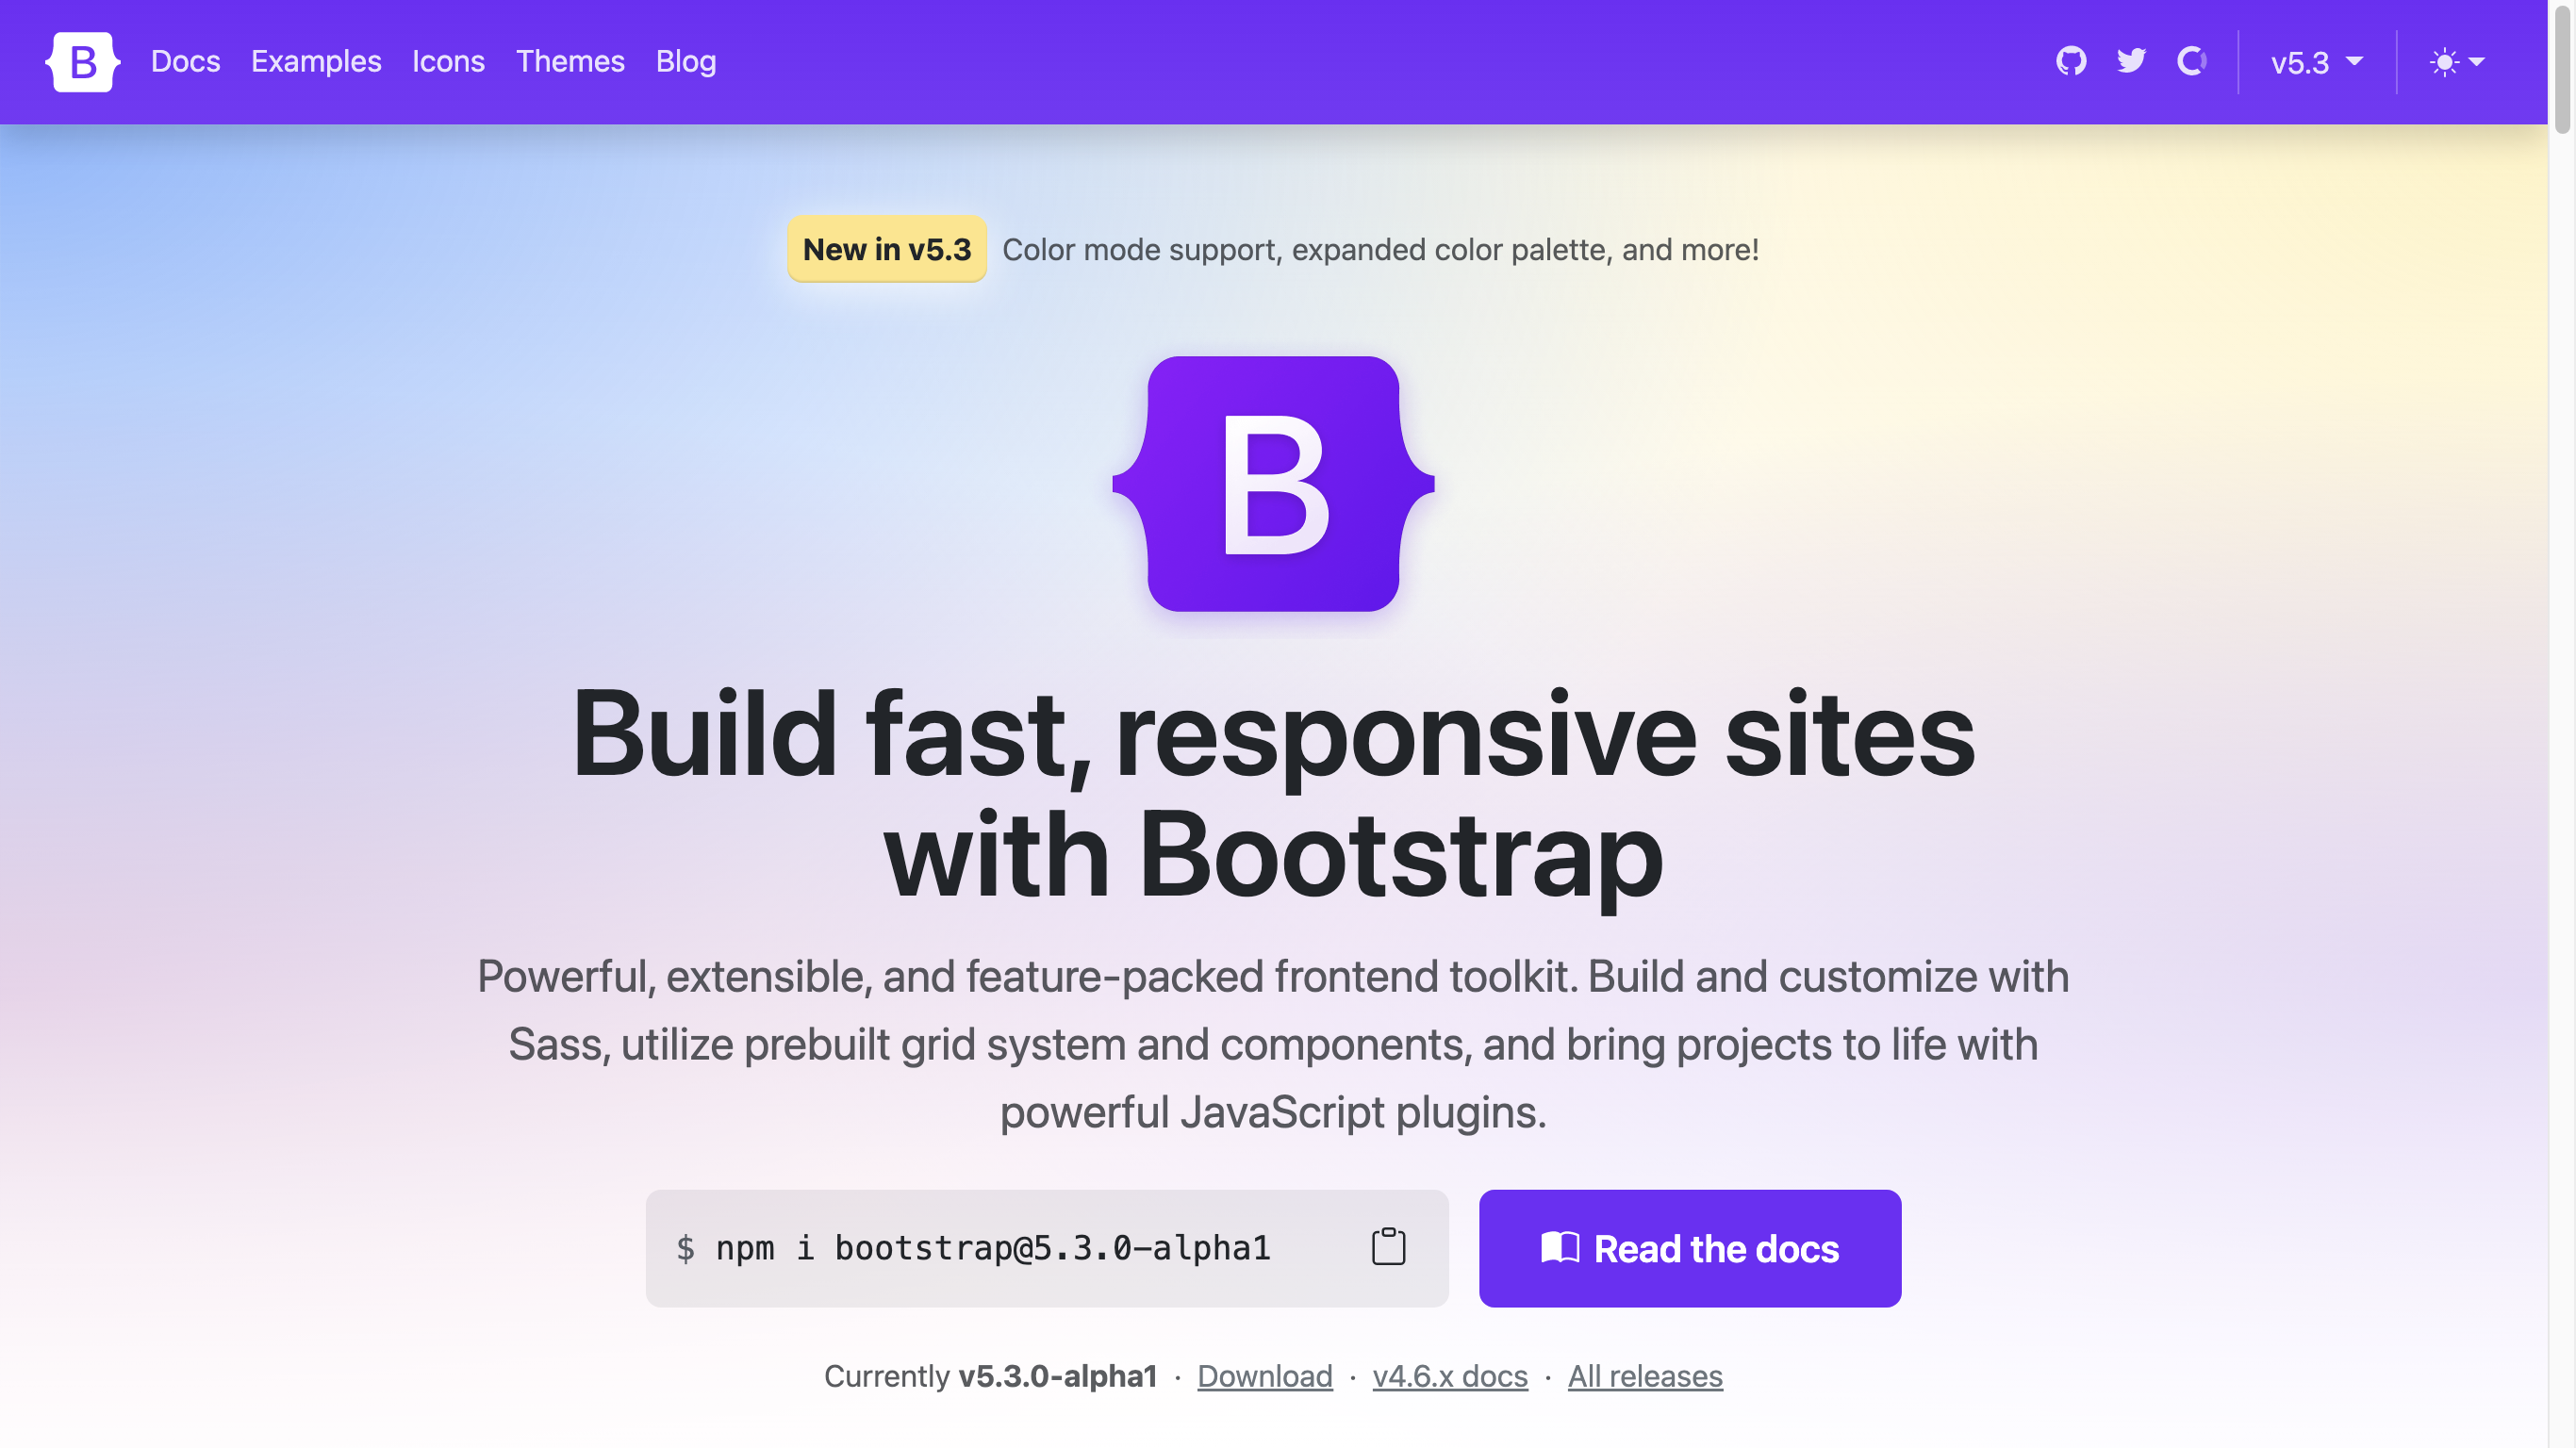 B Docs Examples Icons Themes Blog v5.3
New in v5.3 Color mode support, expanded color palette, and more!
B
Build fast, responsive sites
with Bootstrap
Powerful, extensible, and feature-packed frontend toolkit. Build and customize with
Sass, utilize prebuilt grid system and components, and bring projects to life with
powerful JavaScript plugins.
$ npm i bootstrap@5.3.0-alpha1 Read the docs
Currently v5.3.0-alpha1 · Download · v4.6.x docs · All releases